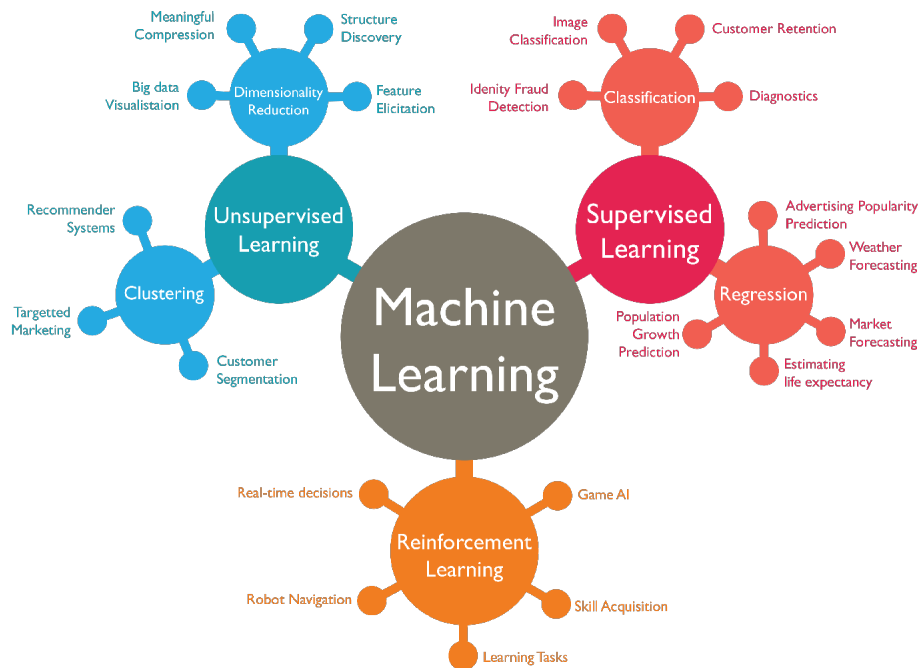 Meaningful
Compression
Structure
Discovery
Big data
Visualistaion
Dimensionality
Reduction
Feature
Elicitation
Unsupervised
Learning
Recommender
Systems
Clustering
Targetted
Marketing
Customer
Segmentation
Machine
Learning
Image
Classification
Customer Retention
Idenity Fraud
Detection
Classification
Diagnostics
Supervised
Learning
Advertising Popularity
Prediction
Weather
Forecasting
Regression
Population
Growth
Prediction
Market
Forecasting
Estimating
life expectancy
Real-time decisions
Game AI
Reinforcement
Learning
Robot Navigation
Skill Acquisition
Learning Tasks